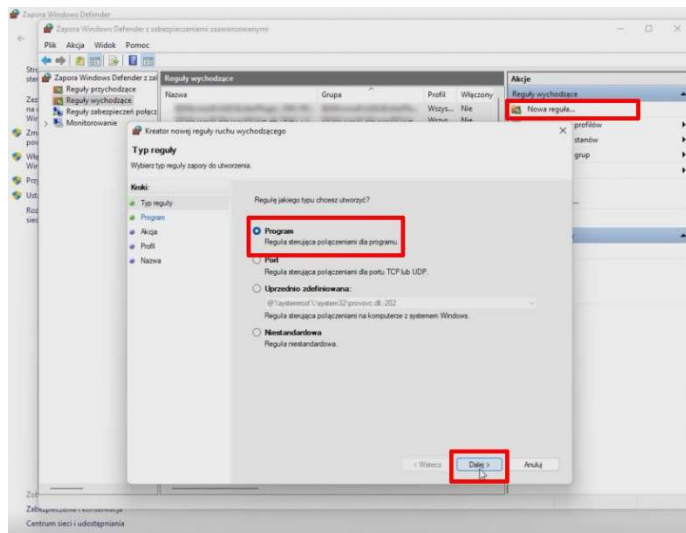 Zapora Windows Defender
Zapora Windows Defender z zabezpieczeniami zaawansowanymi
Plik Akcja Widok Pomoc
Zapora Windows Defender z zal
Reguły przychodzące
Reguły wychodzące
Reguły zabezpieczeń połącz
Monitorowanie
Reguły wychodzące
Nazwa Grupa Profil Włączony
Wszys... Nie
Wszys... Nie
Akcje
Reguły wychodzące
Nowa reguła...
profilów
stanów
grup
Kreator nowej reguły ruchu wychodzącego
Typ reguły
Wybierz typ reguły zapory do utworzenia.
Kroki:
Typ reguły
Program
Akcja
Profil
Nazwa
Regułę jakiego typu chcesz utworzyć?
Program
Reguła sterująca połączeniami dla programu.
Port
Reguła sterująca połączeniami dla portu TCP lub UDP.
Uprzednio zdefiniowana:
Reguła sterująca połączeniami na komputerze z systemem Windows.
Niestandardowa
Reguła niestandardowa.
< Wstecz Dalej > Anuluj
Zabezpieczenia i konserwacja
Centrum sieci i udostępniania